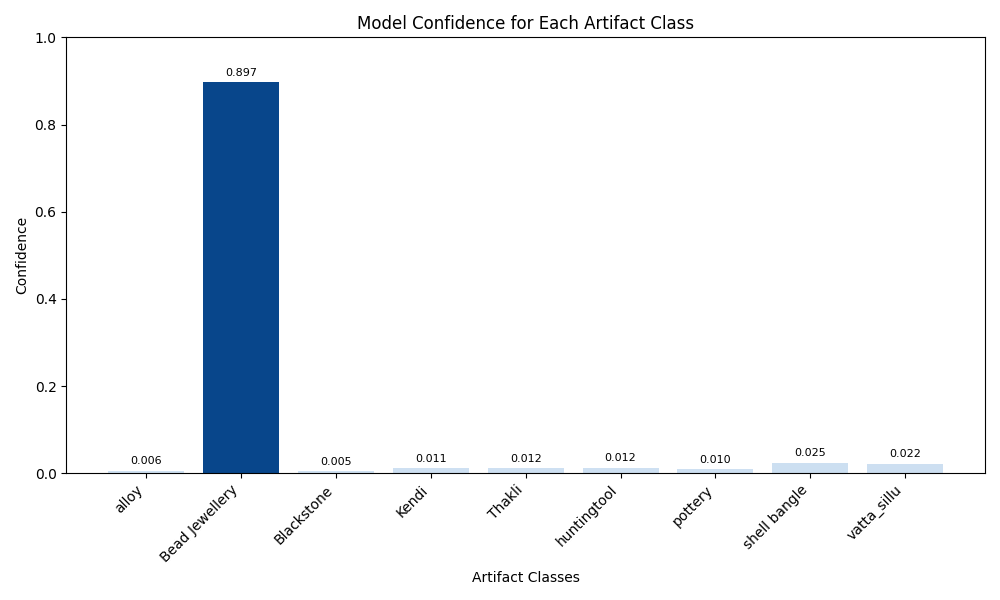 Model Confidence for Each Artifact Class
1.0
0.8
0.6
0.4
0.2
0.0
Confidence
0.006
0.897
0.005
0.011
0.012
0.012
0.010
0.025
0.022
alloy
Bead Jewellery
Blackstone
Kendi
Thakli
huntingtool
pottery
shell bangle
vatta_sillu
Artifact Classes